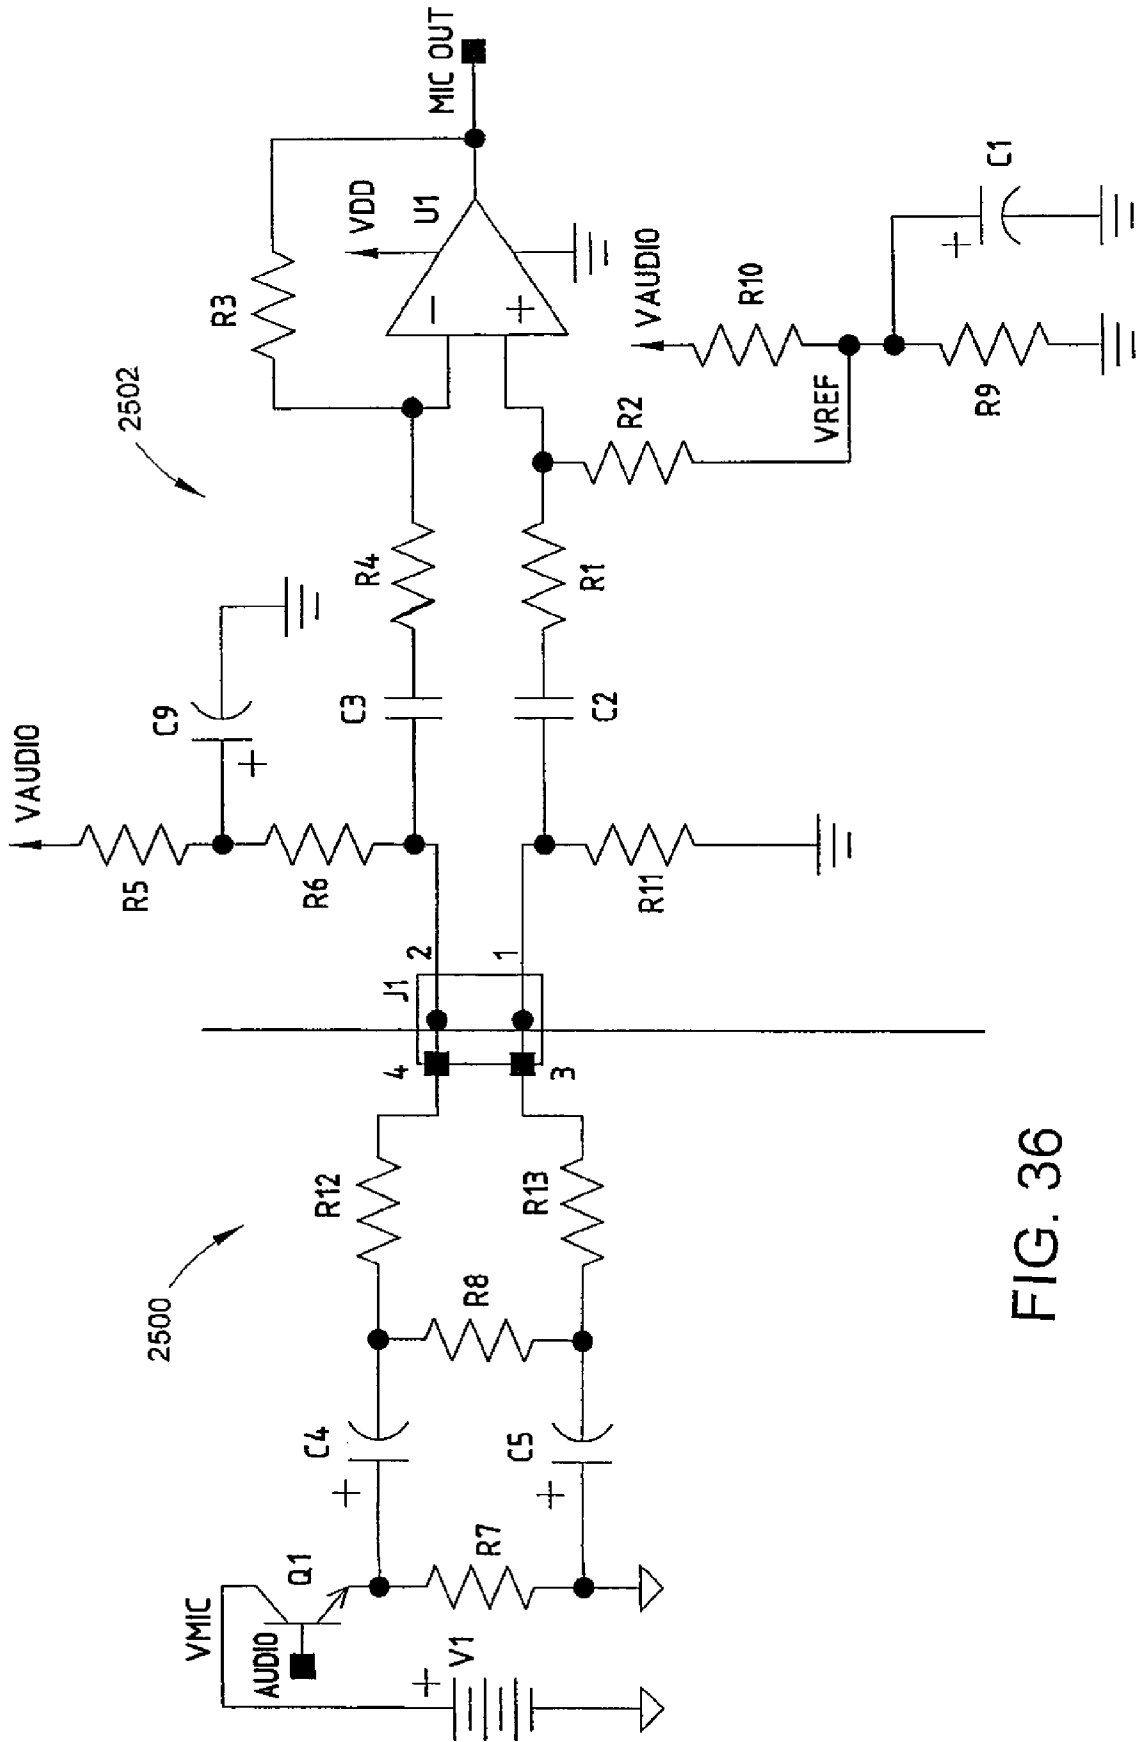 2500
2502
VMIC
AUDIO
Q1
+
V1
R7
+
C4
+
C5
R8
R12
R13
4
3
J1
2
1
VAUDIO
R5
R6
C9
+
R11
C3
C2
R4
R1
R3
R2
VREF
VDD
U1
−
+
MIC OUT
VAUDIO
R10
R9
+
C1
FIG. 36